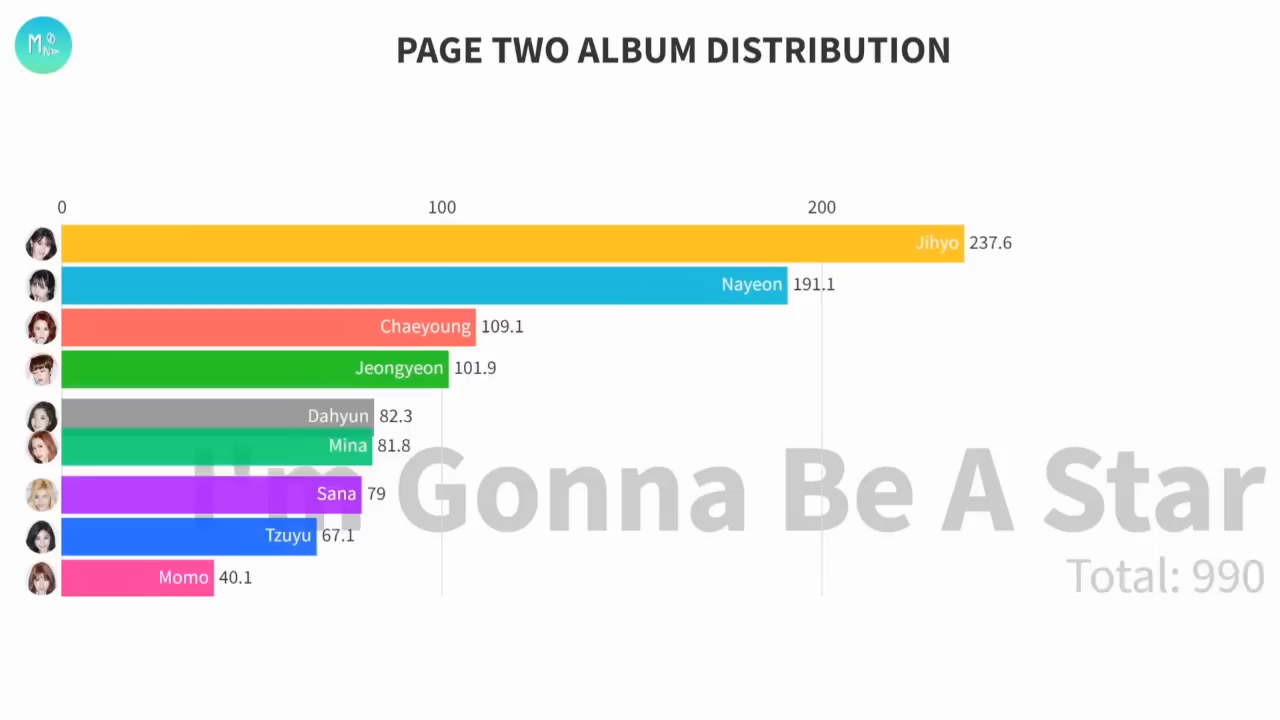 PAGE TWO ALBUM DISTRIBUTION
0 100 200
Jihyo 237.6
Nayeon 191.1
Chaeyoung 109.1
Jeongyeon 101.9
Dahyun 82.3
Mina 81.8
I'm Gonna Be A Star
Sana 79
Tzuyu 67.1
Momo 40.1
Total: 990